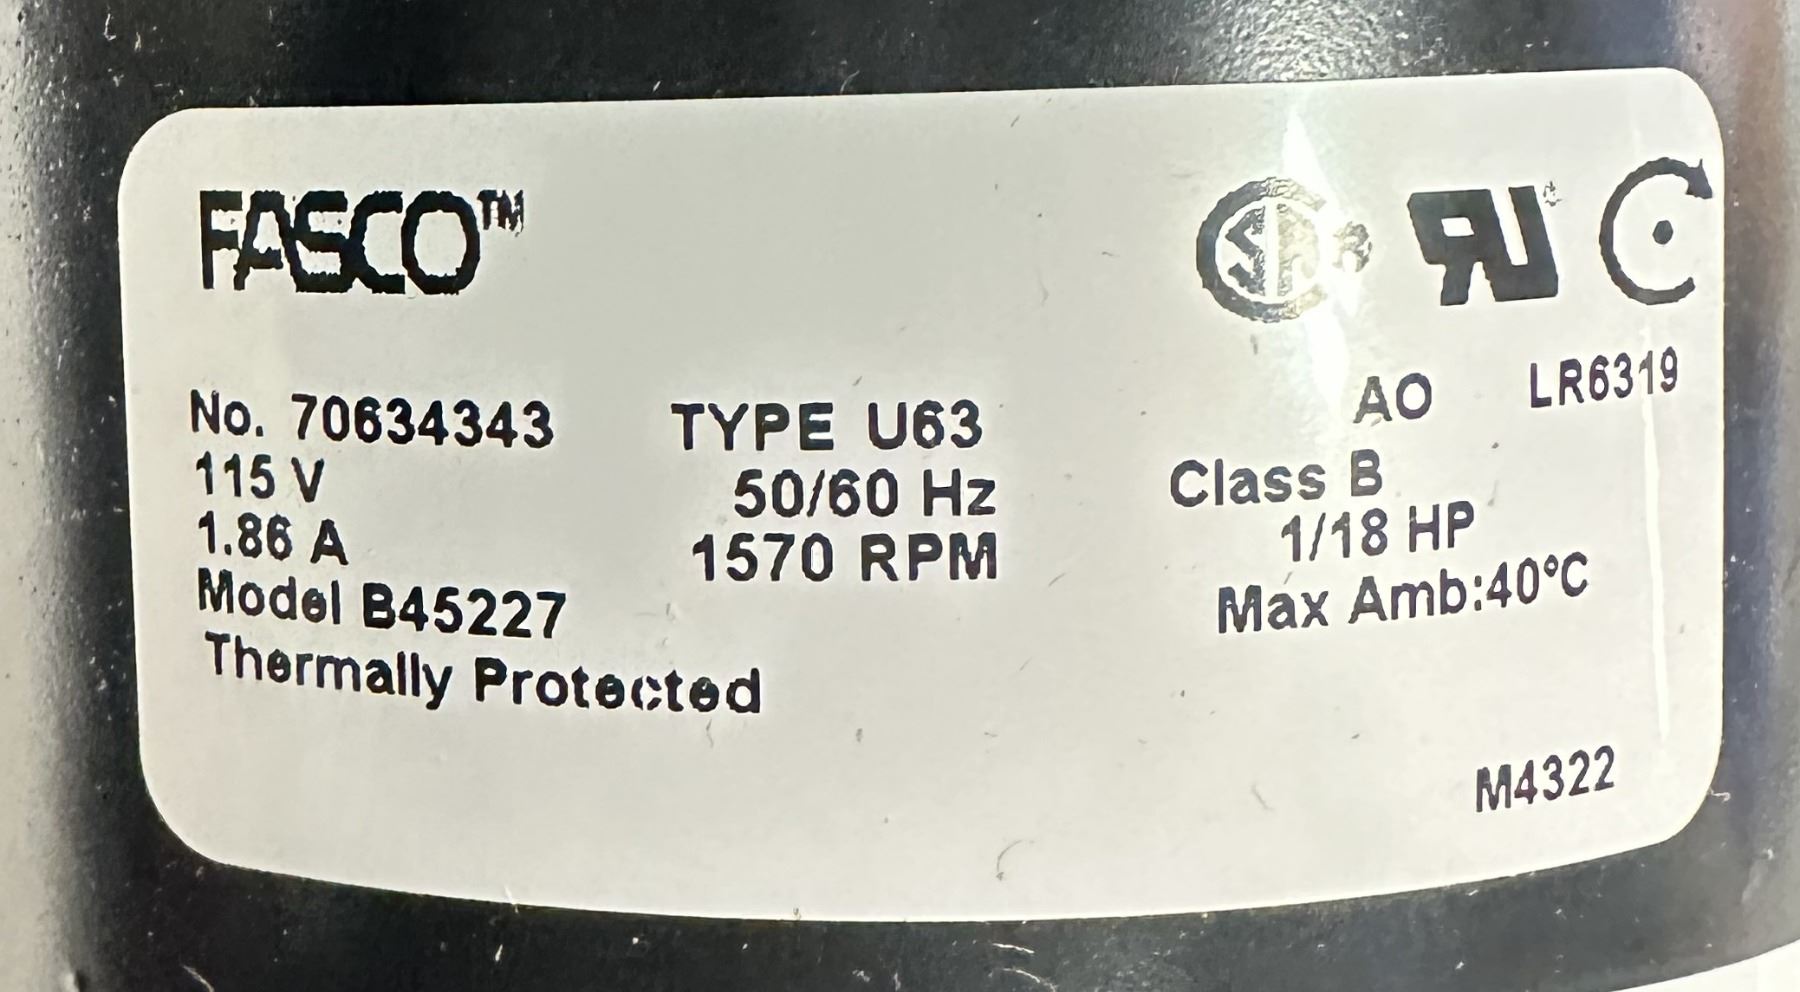 FASCO™
No. 70634343
115 V
1.86 A
Model B45227
Thermally Protected
TYPE U63
50/60 Hz
1570 RPM
AO LR6319
Class B
1/18 HP
Max Amb:40°C
M4322